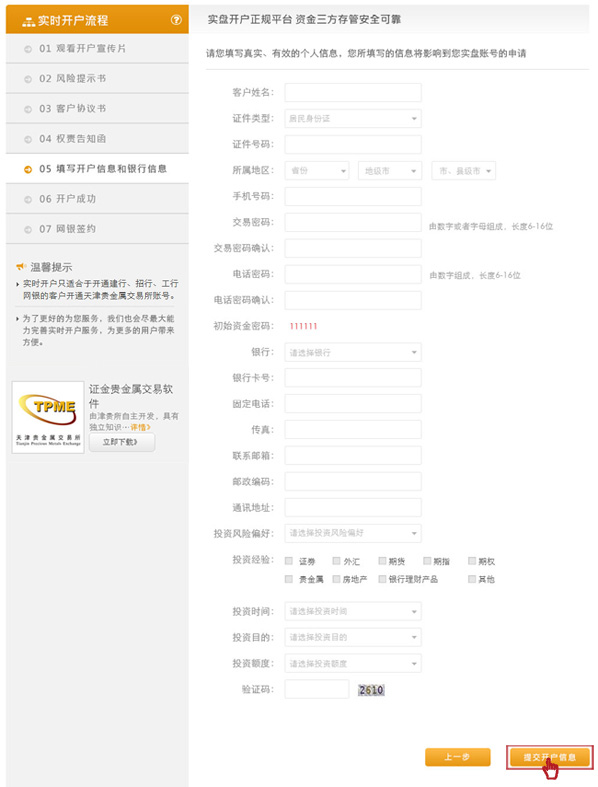 实时开户流程
01 观看开户宣传片
02 风险提示书
03 客户协议书
04 权责告知函
05 填写开户信息和银行信息
06 开户成功
07 网银签约
温馨提示
实时开户只适合于开通建行、招行、工行
网银的客户开通天津贵金属交易所账号。
为了更好的为您服务，我们也会尽最大能
力完善实时开户服务，为更多的用户带来
方便。
TPME
天津贵金属交易所
Tianjin Precious Metals Exchange
证金贵金属交易软
件
由津贵所自主开发，具有
独立知识…详情》
立即下载》
实盘开户正规平台 资金三方存管安全可靠
请您填写真实、有效的个人信息，您所填写的信息将影响到您实盘账号的申请
客户姓名：
证件类型： 居民身份证
证件号码：
所属地区： 省份 地级市 市、县级市
手机号码：
交易密码： 由数字或者字母组成，长度6-16位
交易密码确认：
电话密码： 由数字组成，长度6-16位
电话密码确认：
初始资金密码： 111111
银行： 请选择银行
银行卡号：
固定电话：
传真：
联系邮箱：
邮政编码：
通讯地址：
投资风险偏好： 请选择投资风险偏好
投资经验： 证券 外汇 期货 期指 期权
贵金属 房地产 银行理财产品 其他
投资时间： 请选择投资时间
投资目的： 请选择投资目的
投资额度： 请选择投资额度
验证码： 2610
上一步 提交开户信息